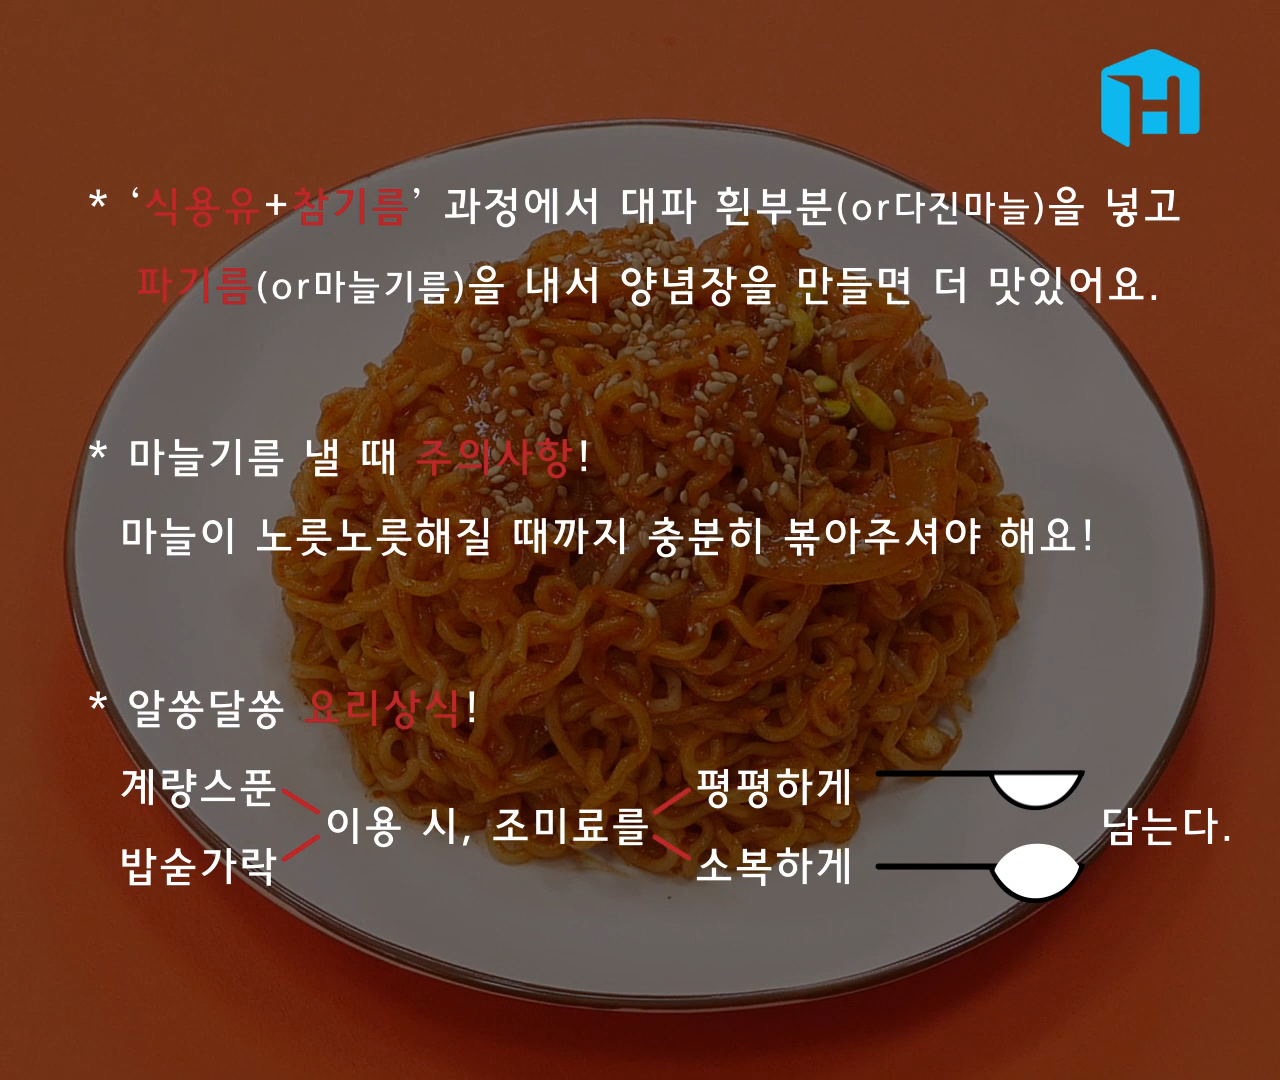 * ‘식용유+참기름’ 과정에서 대파 흰부분(or다진마늘)을 넣고
파기름(or마늘기름)을 내서 양념장을 만들면 더 맛있어요.
* 마늘기름 낼 때 주의사항!
마늘이 노릇노릇해질 때까지 충분히 볶아주셔야 해요!
* 알쏭달쏭 요리상식!
계량스푼 평평하게
이용 시, 조미료를 담는다.
밥숟가락 소복하게